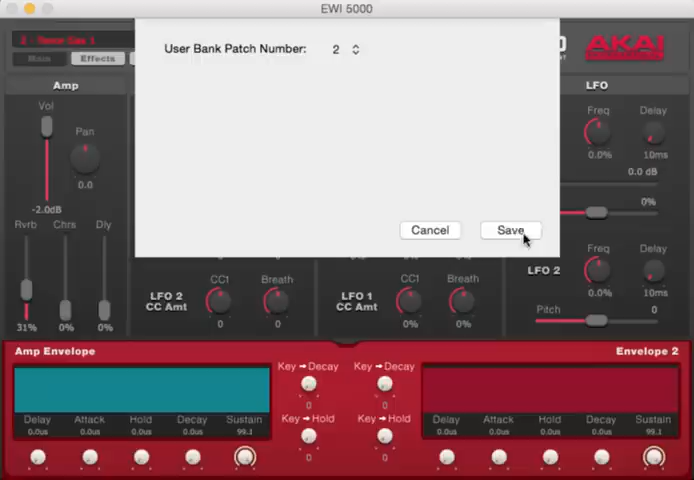 EWI 5000
User Bank Patch Number: 2
Cancel Save
2 - Tenor Sax 1
Main Effects
AKAI
Amp
Vol
Pan
0.0
-2.0dB
Rvrb Chrs Dly
31% 0% 0%
LFO
Freq Delay
0.0% 10ms
0.0 dB
0%
LFO 2
Freq Delay
0.0% 10ms
Pitch 0
LFO 2
CC Amt
CC1 Breath
0 0
LFO 1
CC Amt
CC1 Breath
0% 0%
Amp Envelope
Delay Attack Hold Decay Sustain
0.0us 0.0us 0.0us 0.0us 99.1
Key Decay Key Decay
0 0
Key Hold Key Hold
0 0
Envelope 2
Delay Attack Hold Decay Sustain
0.0us 0.0us 0.0us 0.0us 99.1